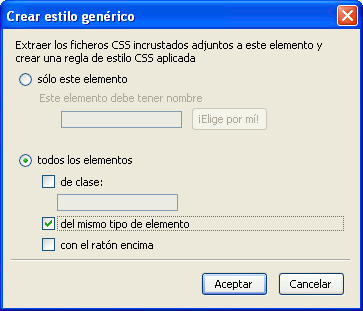 Crear estilo genérico
Extraer los ficheros CSS incrustados adjuntos a este elemento y
crear una regla de estilo CSS aplicada
sólo este elemento
Este elemento debe tener nombre
¡Elige por mí!
todos los elementos
de clase:
del mismo tipo de elemento
con el ratón encima
Aceptar
Cancelar